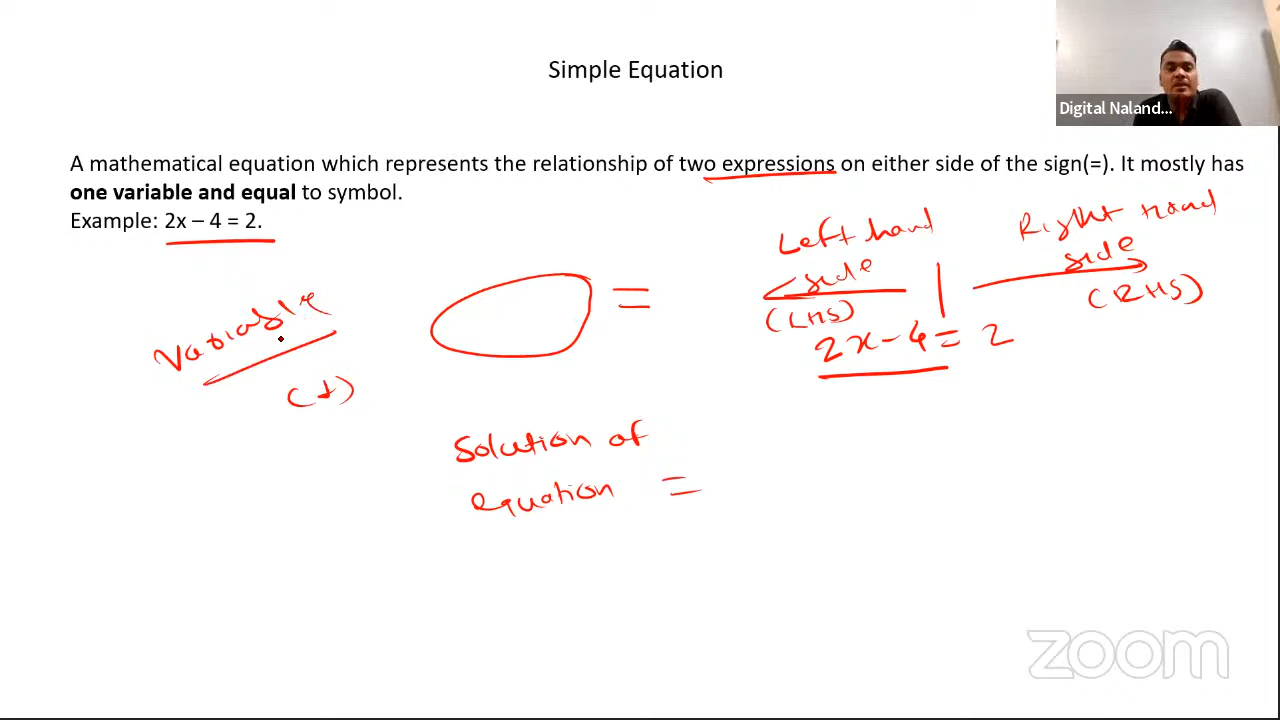 Simple Equation
Digital Naland...
A mathematical equation which represents the relationship of two expressions on either side of the sign(=). It mostly has
one variable and equal to symbol.
Example: 2x – 4 = 2.
Left hand
side
(LHS)
Right hand
side
(RHS)
2x - 4 = 2
Variable
(1)
=
Solution of
equation =
zoom